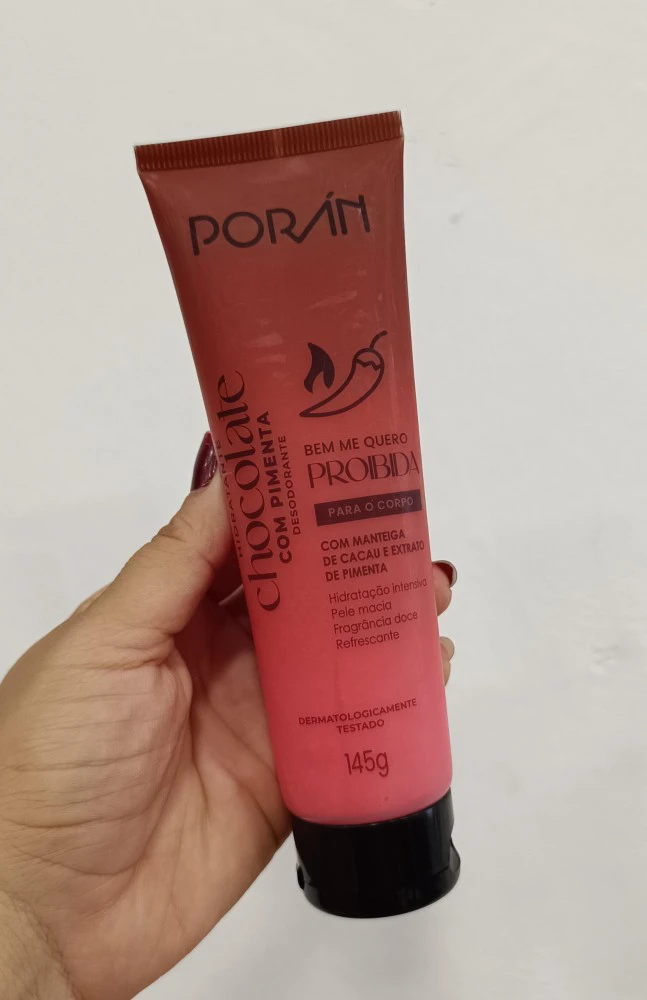 PORÁN
HIDRATANTE
chocolate
COM PIMENTA
DESODORANTE
BEM ME QUERO
PROIBIDA
PARA O CORPO
COM MANTEIGA
DE CACAU E EXTRATO
DE PIMENTA
Hidratação intensiva
Pele macia
Fragrância doce
Refrescante
DERMATOLOGICAMENTE
TESTADO
145g